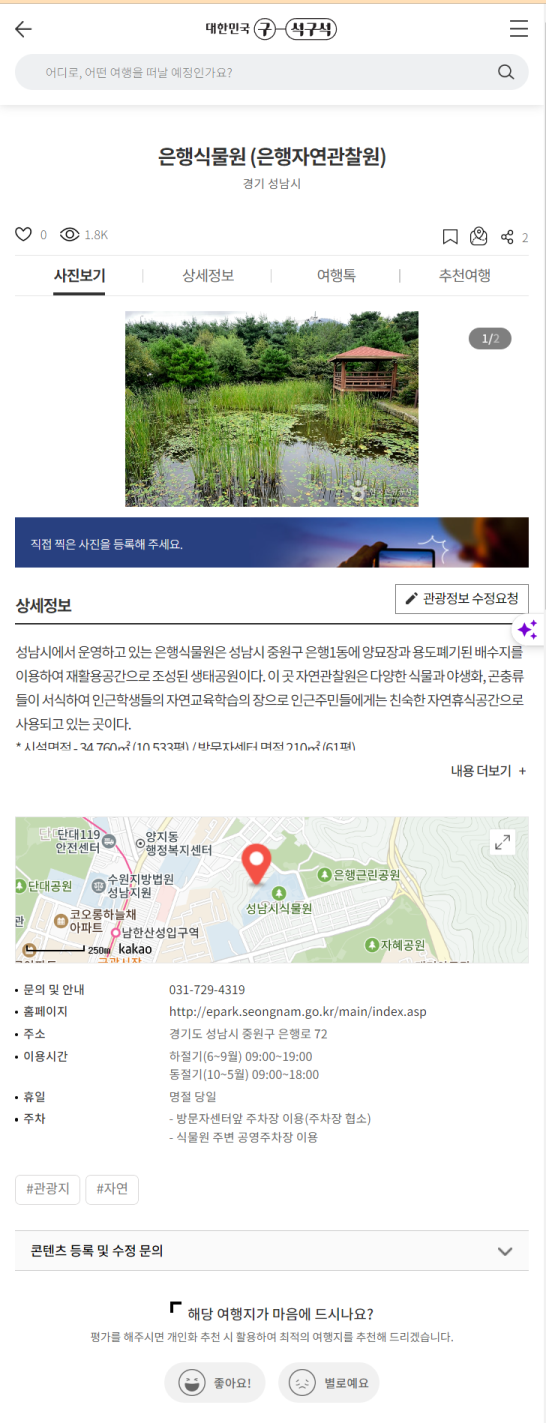 대한민국 구석구석
어디로, 어떤 여행을 떠날 예정인가요?
은행식물원 (은행자연관찰원)
경기 성남시
0 1.8K 2
사진보기 상세정보 여행톡 추천여행
1/2
직접 찍은 사진을 등록해 주세요.
상세정보 관광정보 수정요청
성남시에서 운영하고 있는 은행식물원은 성남시 중원구 은행1동에 양묘장과 용도폐기된 배수지를
이용하여 재활용공간으로 조성된 생태공원이다. 이 곳 자연관찰원은 다양한 식물과 야생화, 곤충류
들이 서식하여 인근학생들의 자연교육학습의 장으로 인근주민들에게는 친숙한 자연휴식공간으로
사용되고 있는 곳이다.
* 시설면적 - 34,760㎡ (10,533평) / 방문자센터 면적 210㎡ (61평)
내용 더보기 +
단대119
안전센터
양지동
행정복지센터
단대공원
수원지방법원
성남지원
은행근린공원
성남시식물원
코오롱하늘채
아파트
남한산성입구역
자혜공원
250m kakao
• 문의 및 안내 031-729-4319
• 홈페이지 http://epark.seongnam.go.kr/main/index.asp
• 주소 경기도 성남시 중원구 은행로 72
• 이용시간 하절기(6~9월) 09:00~19:00
동절기(10~5월) 09:00~18:00
• 휴일 명절 당일
• 주차 - 방문자센터앞 주차장 이용(주차장 협소)
- 식물원 주변 공영주차장 이용
#관광지 #자연
콘텐츠 등록 및 수정 문의
해당 여행지가 마음에 드시나요?
평가를 해주시면 개인화 추천 시 활용하여 최적의 여행지를 추천해 드리겠습니다.
좋아요! 별로예요